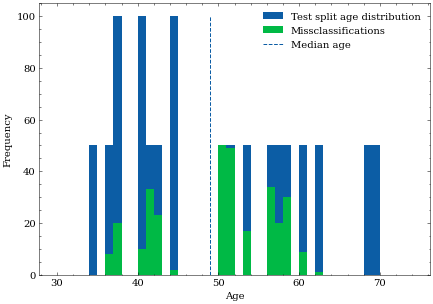 Test split age distribution
Missclassifications
Median age
100
80
60
40
20
0
Frequency
30
40
50
60
70
Age